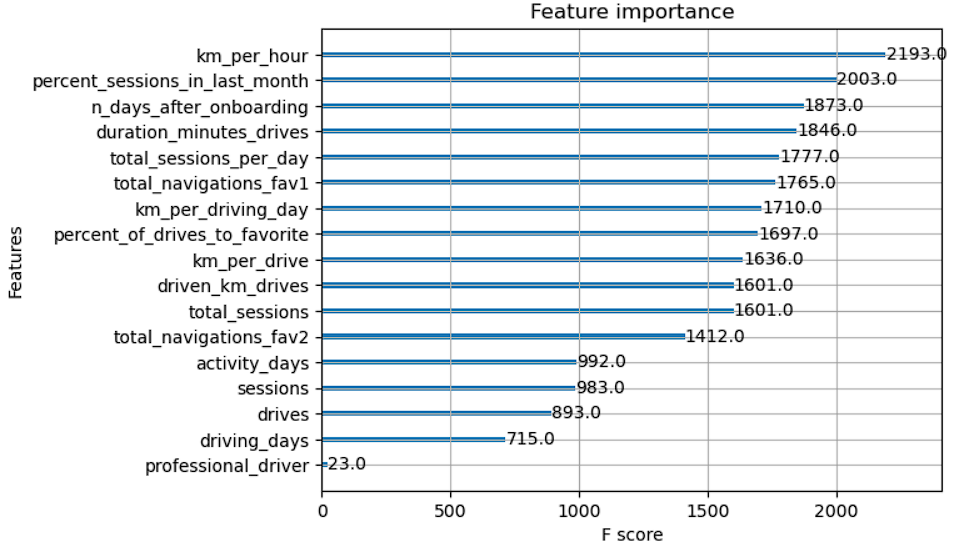 Feature importance
Features
km_per_hour 2193.0
percent_sessions_in_last_month 2003.0
n_days_after_onboarding 1873.0
duration_minutes_drives 1846.0
total_sessions_per_day 1777.0
total_navigations_fav1 1765.0
km_per_driving_day 1710.0
percent_of_drives_to_favorite 1697.0
km_per_drive 1636.0
driven_km_drives 1601.0
total_sessions 1601.0
total_navigations_fav2 1412.0
activity_days 992.0
sessions 983.0
drives 893.0
driving_days 715.0
professional_driver 23.0
0 500 1000 1500 2000
F score